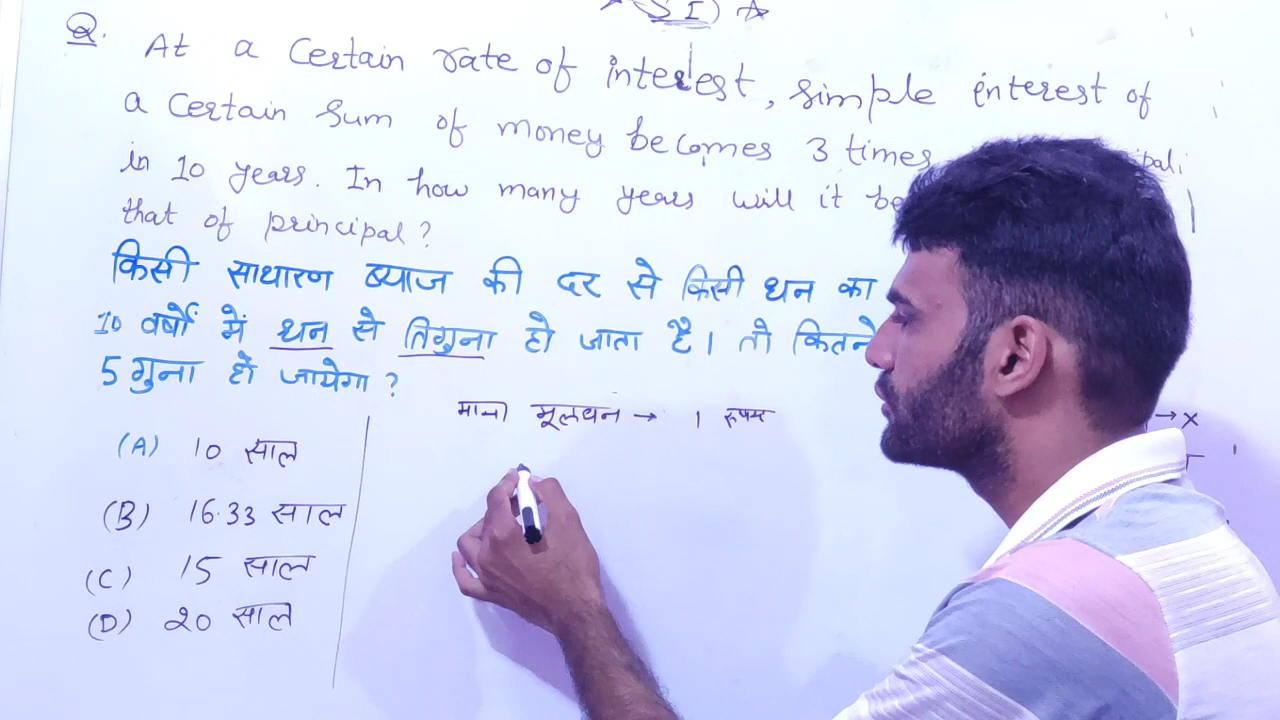 (SI)
Q. At a Certain rate of interest, simple interest of
a Certain Sum of money becomes 3 times
in 10 years. In how many years will it be
that of principal?
किसी साधारण ब्याज की दर से किसी धन का
10 वर्षों में धन से तिगुना हो जाता है। तो कितने
5 गुना हो जायेगा?
माना मूलधन → 1 रुपया
→ x
(A) 10 साल
(B) 16.33 साल
(C) 15 साल
(D) 20 साल